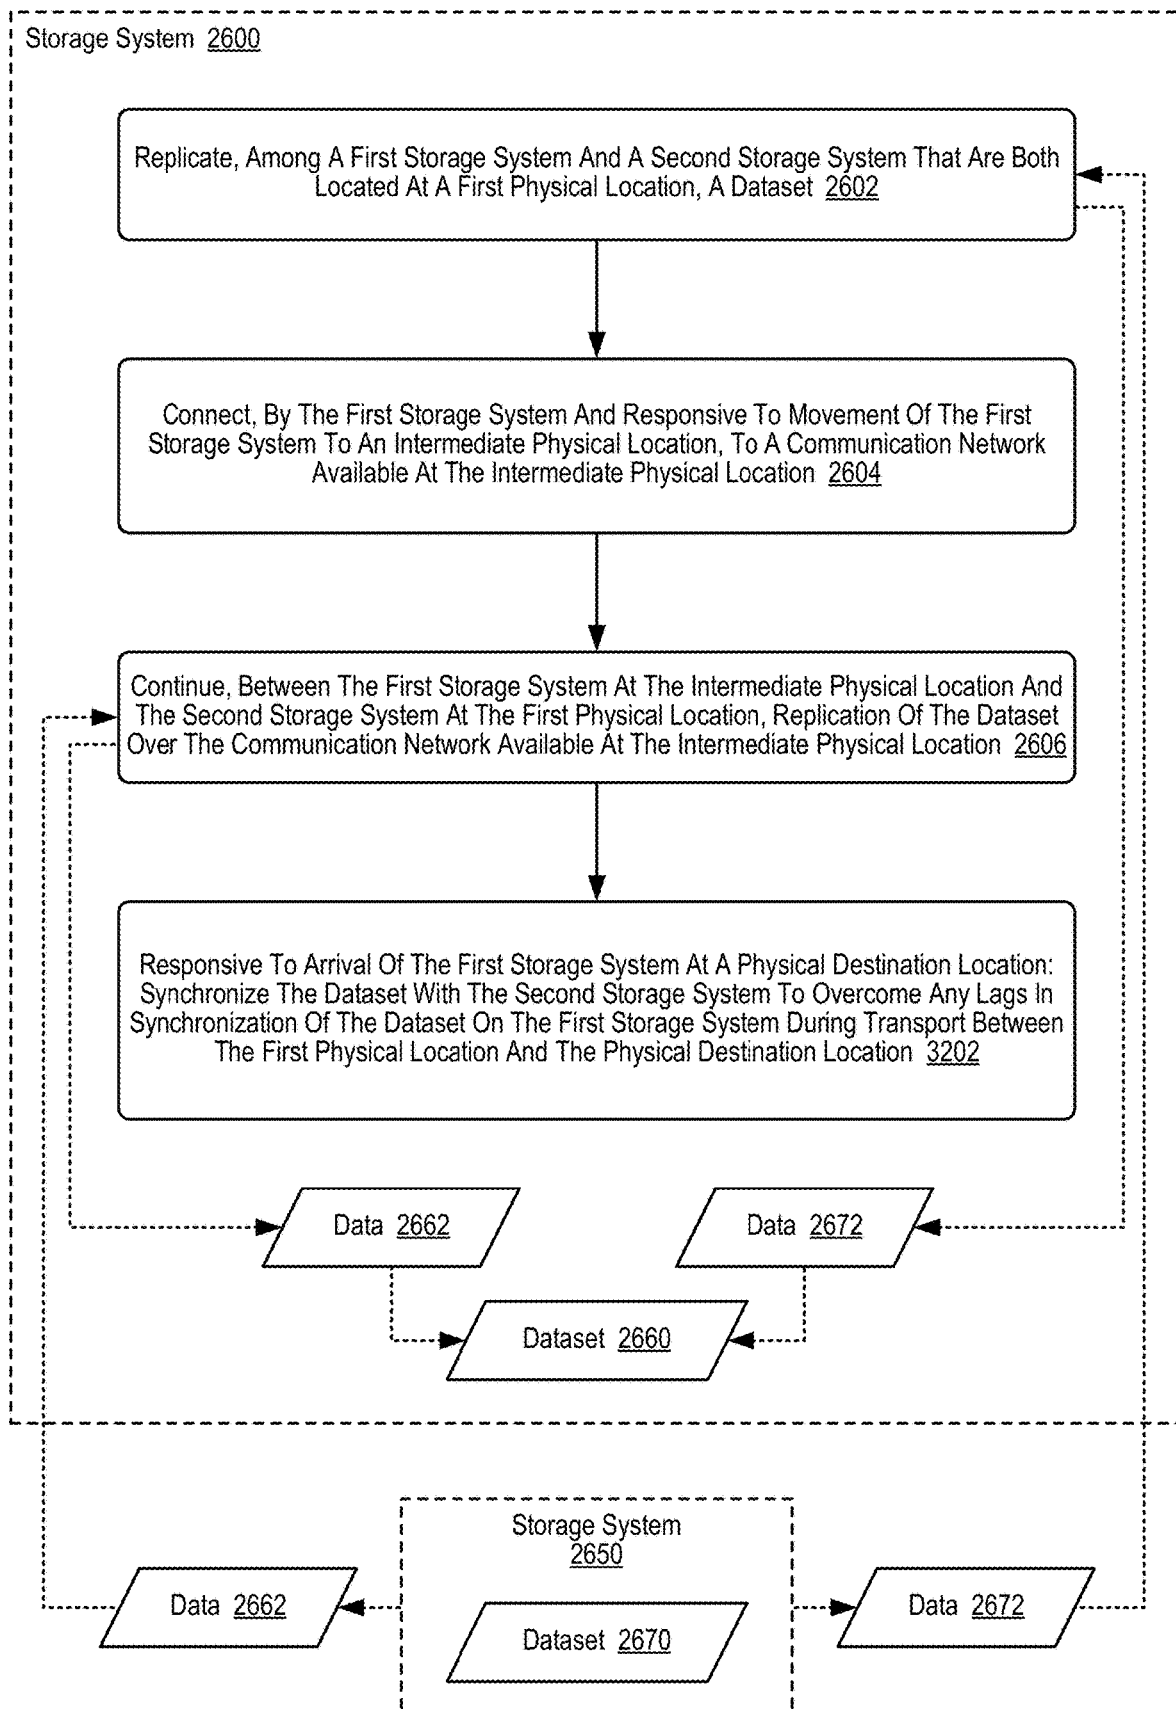 Storage System 2600
Replicate, Among A First Storage System And A Second Storage System That Are Both
Located At A First Physical Location, A Dataset 2602
Connect, By The First Storage System And Responsive To Movement Of The First
Storage System To An Intermediate Physical Location, To A Communication Network
Available At The Intermediate Physical Location 2604
Continue, Between The First Storage System At The Intermediate Physical Location And
The Second Storage System At The First Physical Location, Replication Of The Dataset
Over The Communication Network Available At The Intermediate Physical Location 2606
Responsive To Arrival Of The First Storage System At A Physical Destination Location:
Synchronize The Dataset With The Second Storage System To Overcome Any Lags In
Synchronization Of The Dataset On The First Storage System During Transport Between
The First Physical Location And The Physical Destination Location 3202
Data 2662
Data 2672
Dataset 2660
Storage System
2650
Data 2662
Data 2672
Dataset 2670